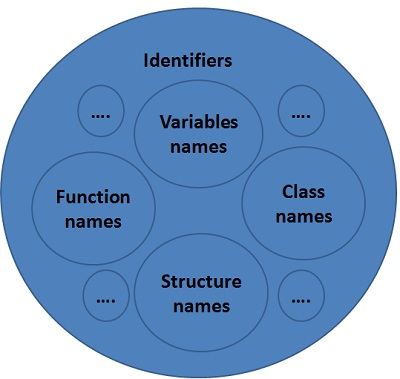 Identifiers
....
Variables
names
....
Function
names
Class
names
....
Structure
names
....